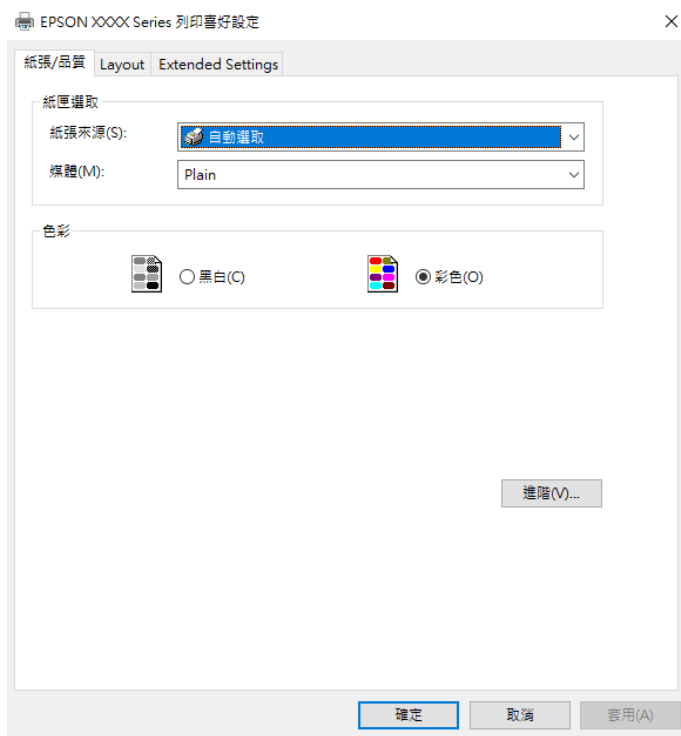 EPSON XXXX Series 列印喜好設定
紙張/品質 Layout Extended Settings
紙匣選取
紙張來源(S): 自動選取
媒體(M): Plain
色彩
黑白(C) 彩色(O)
進階(V)...
確定 取消 套用(A)